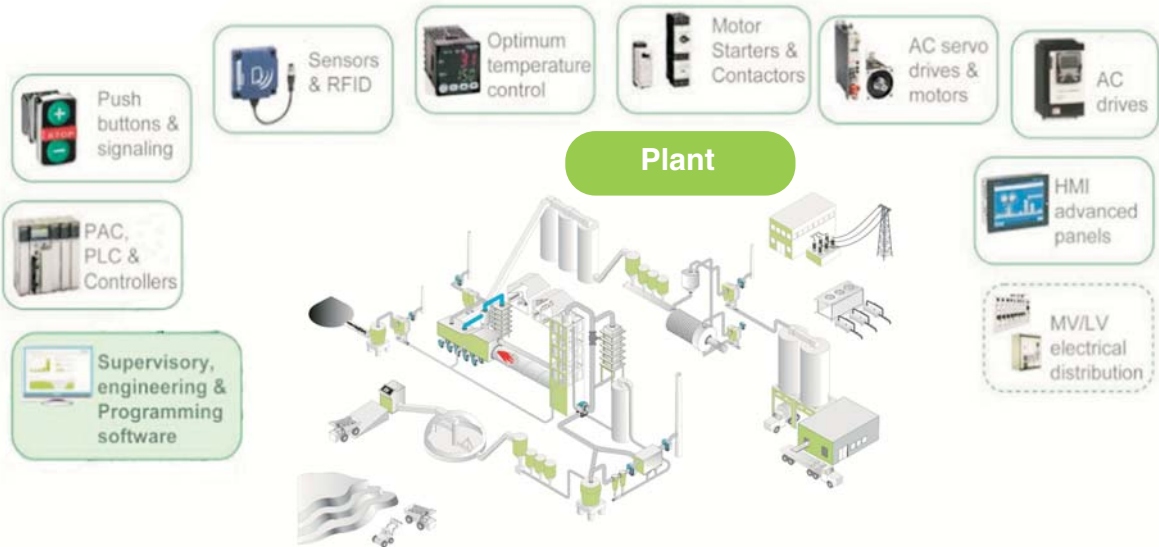 Push
buttons &
signaling
Sensors
& RFID
Optimum
temperature
control
Motor
Starters &
Contactors
AC servo
drives &
motors
AC
drives
Plant
HMI
advanced
panels
PAC,
PLC &
Controllers
MV/LV
electrical
distribution
Supervisory,
engineering &
Programming
software
STOP